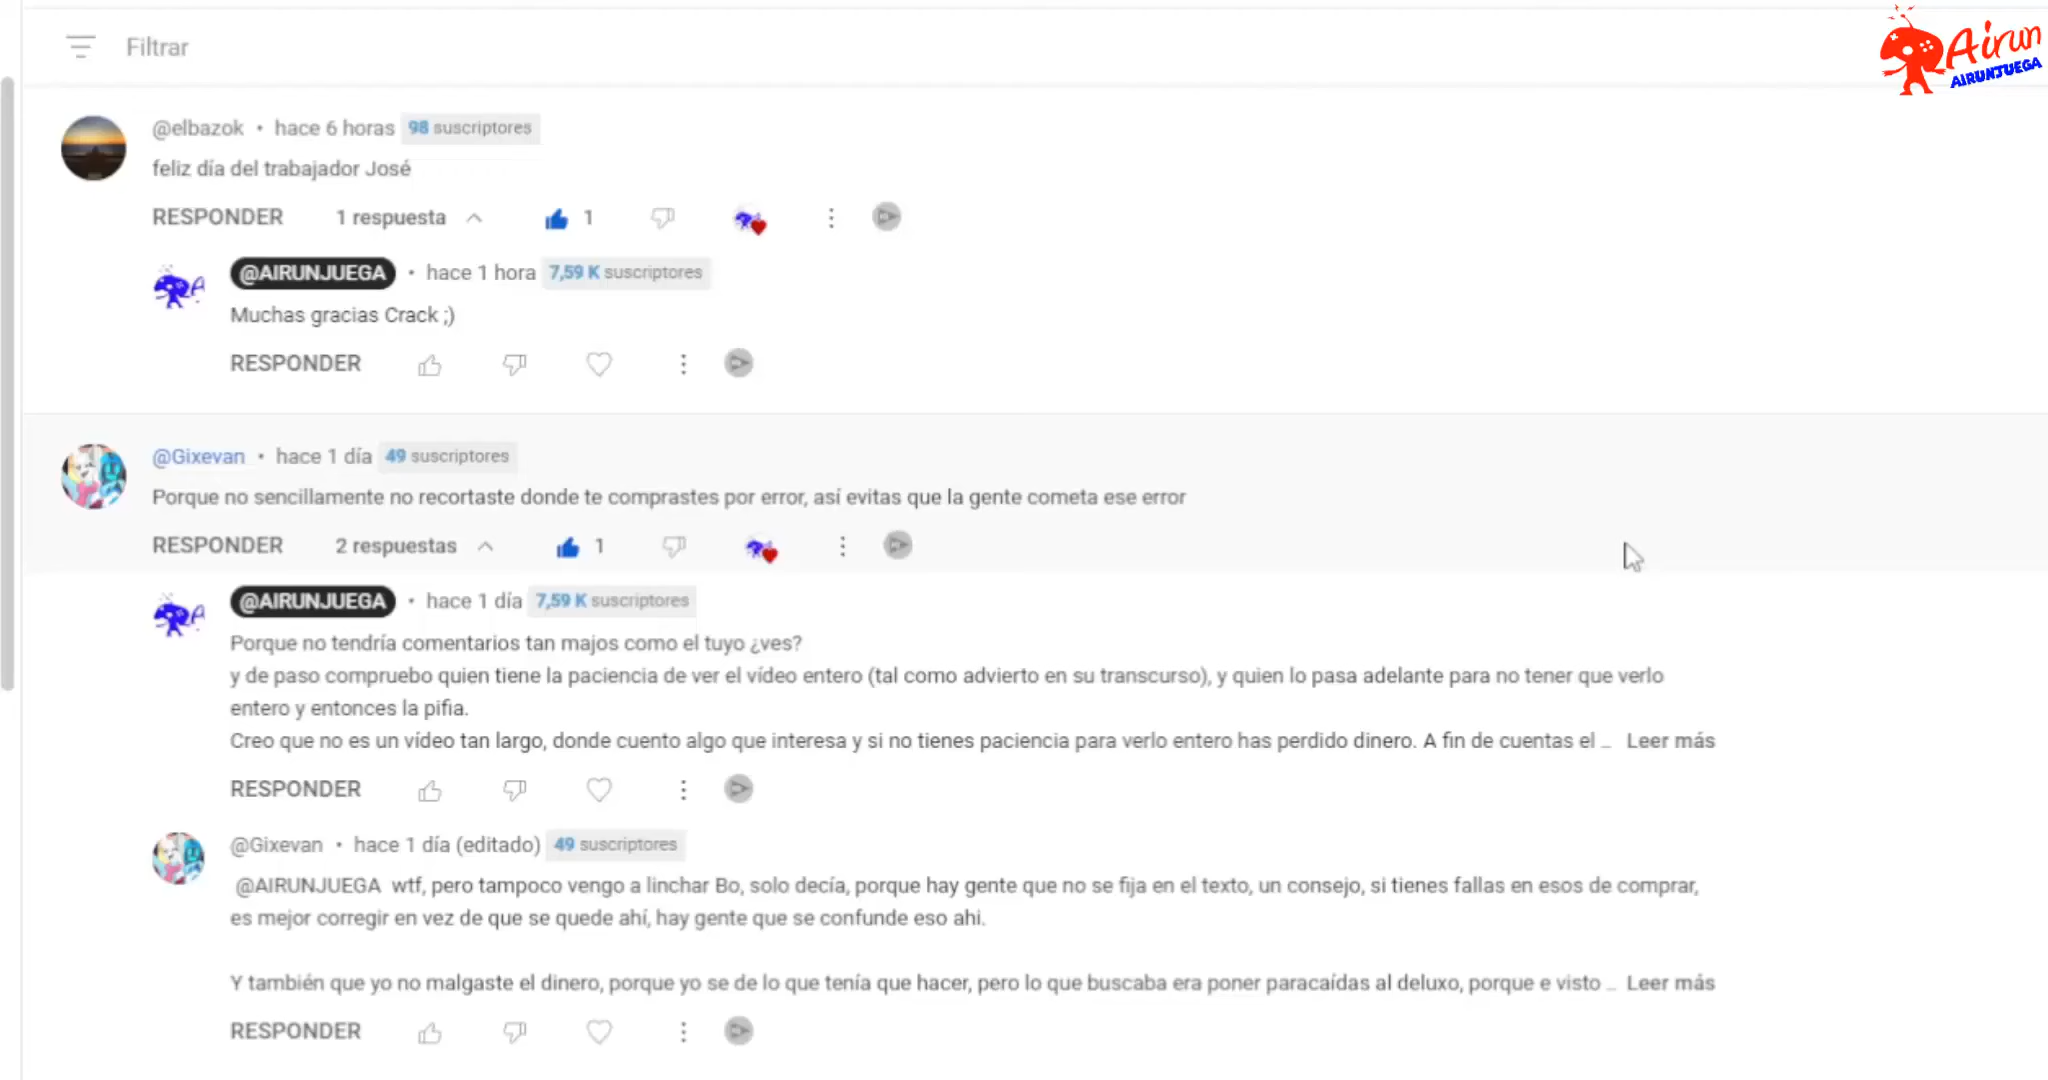 Filtrar
Airun
AIRUNJUEGA
@elbazok • hace 6 horas 98 suscriptores
feliz día del trabajador José
RESPONDER 1 respuesta 1
@AIRUNJUEGA • hace 1 hora 7,59 K suscriptores
Muchas gracias Crack ;)
RESPONDER
@Gixevan • hace 1 día 49 suscriptores
Porque no sencillamente no recortaste donde te comprastes por error, así evitas que la gente cometa ese error
RESPONDER 2 respuestas 1
@AIRUNJUEGA • hace 1 día 7,59 K suscriptores
Porque no tendría comentarios tan majos como el tuyo ¿ves?
y de paso compruebo quien tiene la paciencia de ver el vídeo entero (tal como advierto en su transcurso), y quien lo pasa adelante para no tener que verlo
entero y entonces la pifia.
Creo que no es un vídeo tan largo, donde cuento algo que interesa y si no tienes paciencia para verlo entero has perdido dinero. A fin de cuentas el ... Leer más
RESPONDER
@Gixevan • hace 1 día (editado) 49 suscriptores
@AIRUNJUEGA wtf, pero tampoco vengo a linchar Bo, solo decía, porque hay gente que no se fija en el texto, un consejo, si tienes fallas en esos de comprar,
es mejor corregir en vez de que se quede ahí, hay gente que se confunde eso ahi.
Y también que yo no malgaste el dinero, porque yo se de lo que tenía que hacer, pero lo que buscaba era poner paracaídas al deluxo, porque e visto ... Leer más
RESPONDER